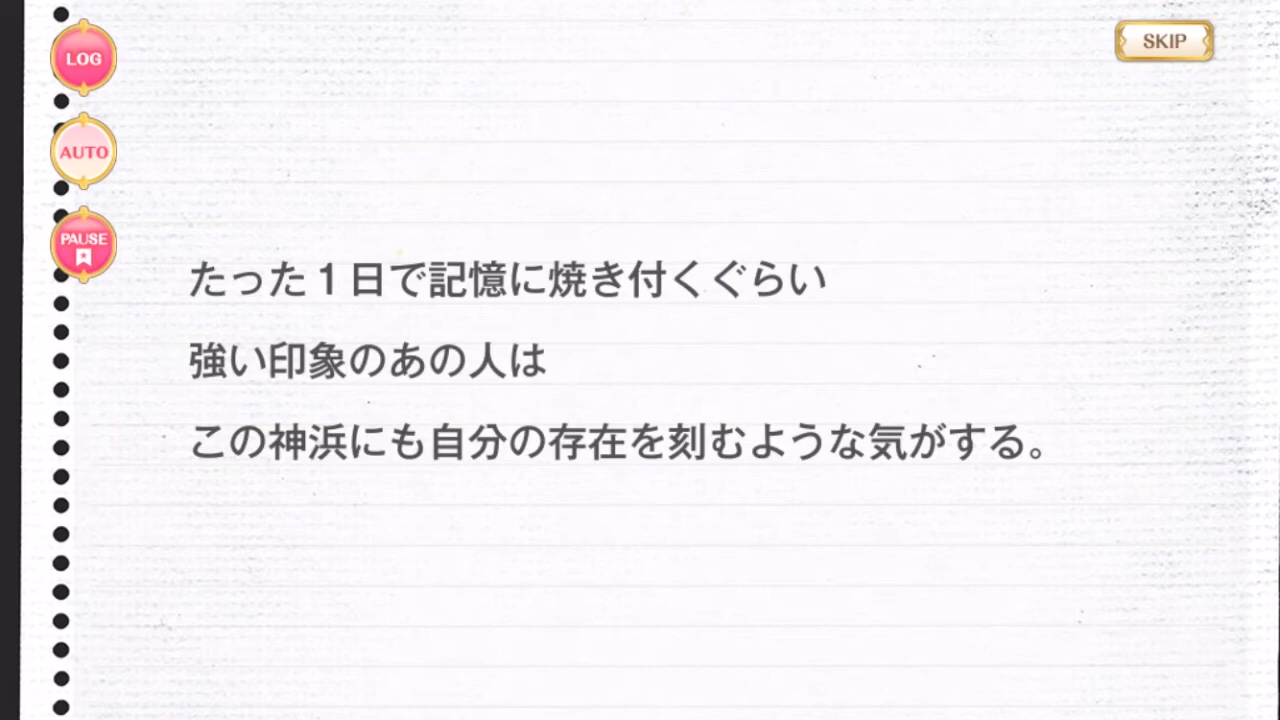 LOG
SKIP
AUTO
PAUSE
たった１日で記憶に焼き付くぐらい
強い印象のあの人は
この神浜にも自分の存在を刻むような気がする。